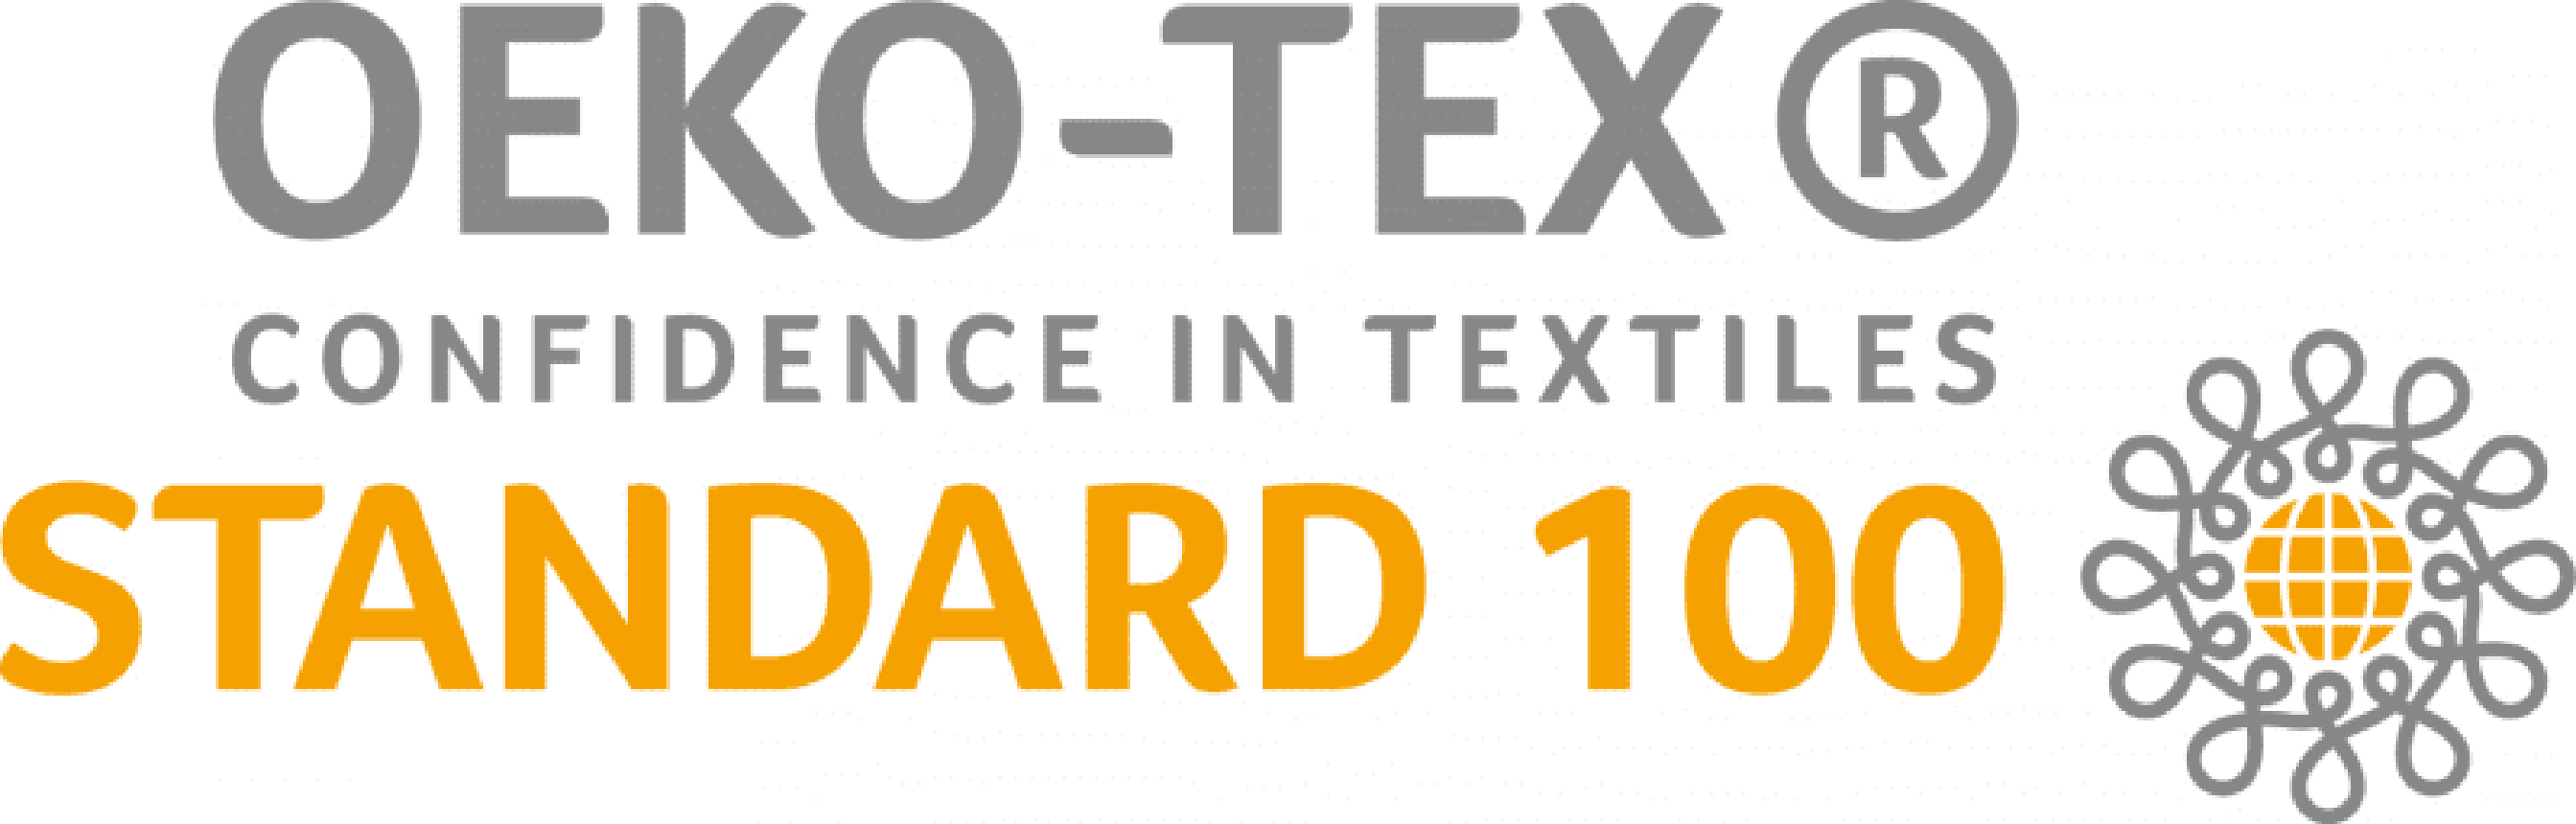 OEKO-TEX®
CONFIDENCE IN TEXTILES
STANDARD 100